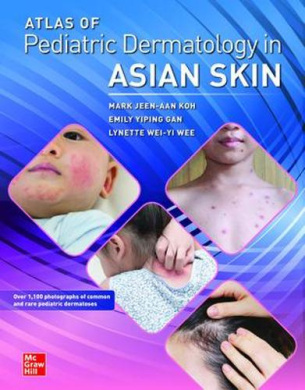 ATLAS OF
Pediatric Dermatology in
ASIAN SKIN
MARK JEEN-AAN KOH
EMILY YIPING GAN
LYNETTE WEI-YI WEE
Over 1,100 photographs of common
and rare pediatric dermatoses
Mc
Graw
Hill